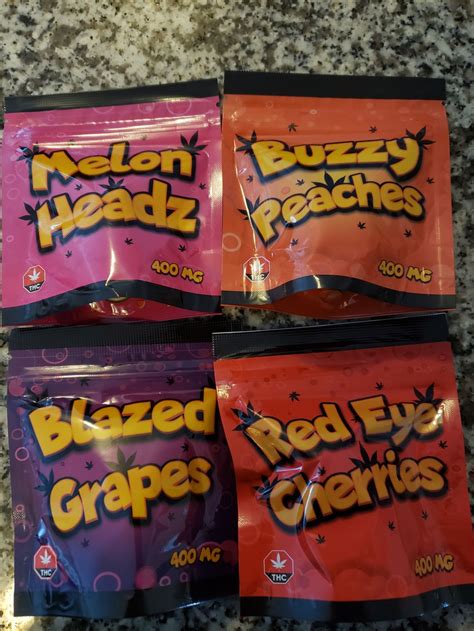 Melon
Headz
400 MG
THC
Buzzy
Peaches
400 MG
THC
Blazed
Grapes
400 MG
THC
Red Eye
Cherries
400 MG
THC